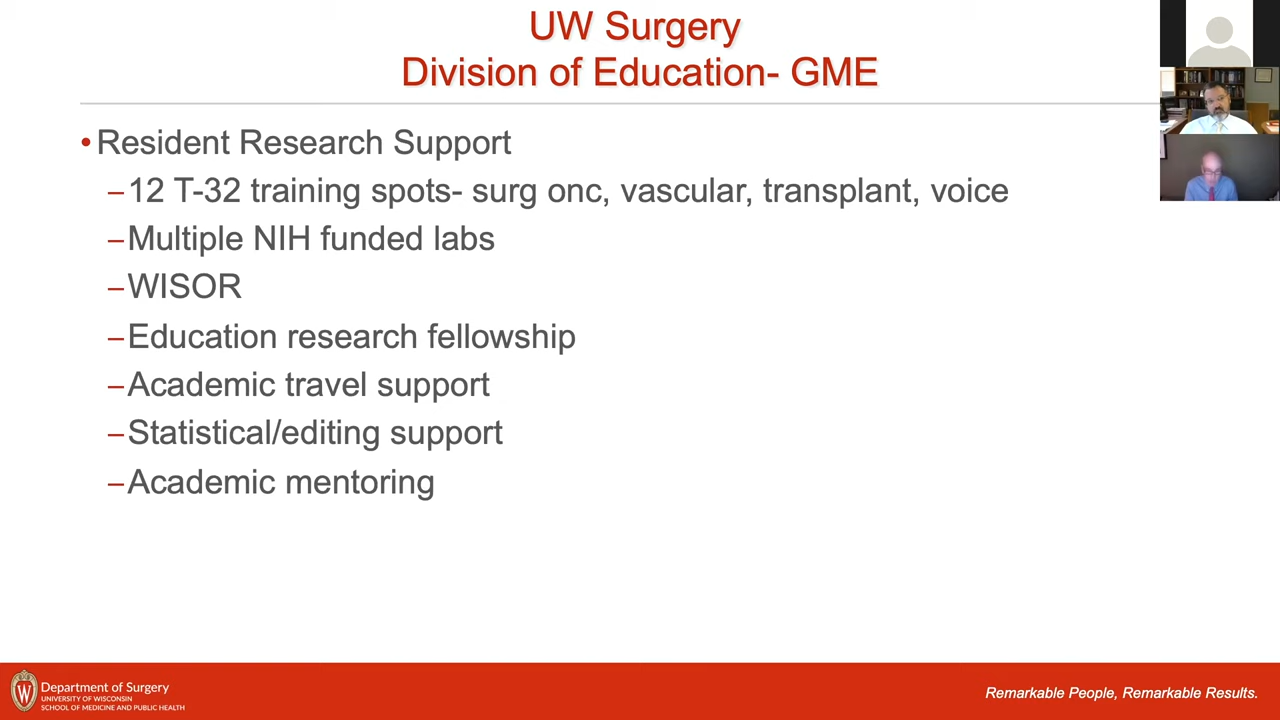 UW Surgery
Division of Education- GME
•Resident Research Support
–12 T-32 training spots- surg onc, vascular, transplant, voice
–Multiple NIH funded labs
–WISOR
–Education research fellowship
–Academic travel support
–Statistical/editing support
–Academic mentoring
W
Department of Surgery
UNIVERSITY OF WISCONSIN
SCHOOL OF MEDICINE AND PUBLIC HEALTH
Remarkable People, Remarkable Results.